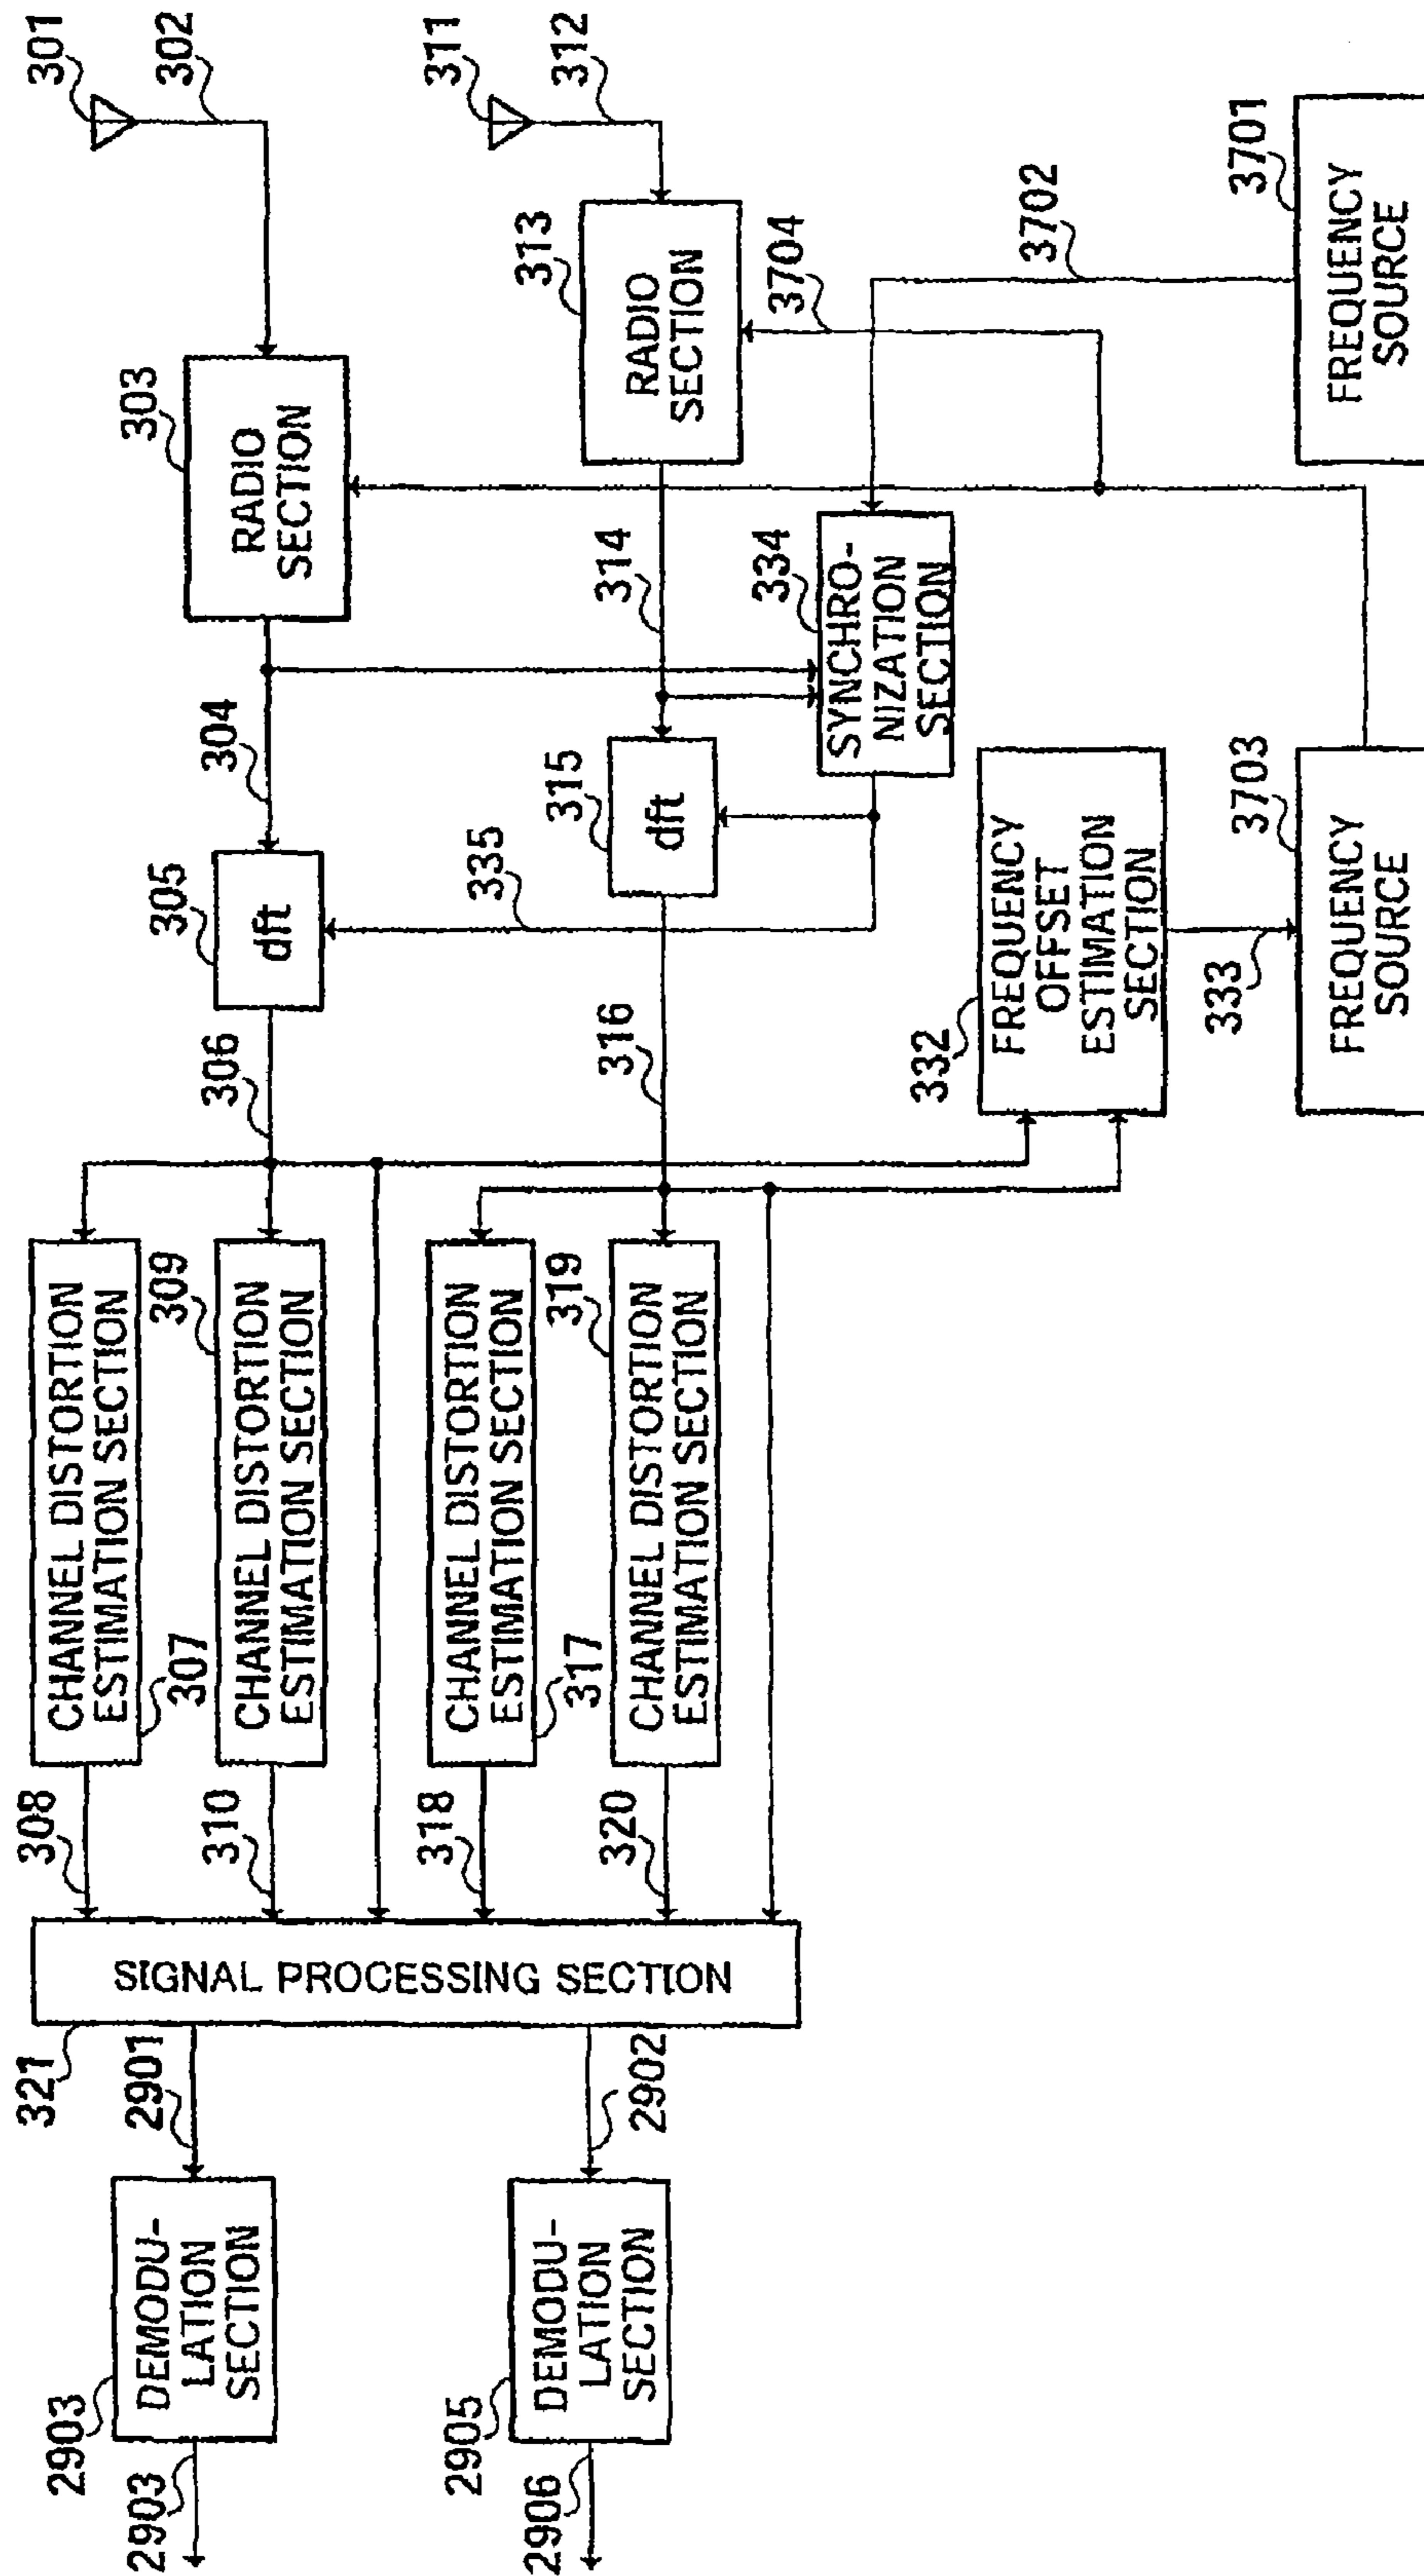 301
302
303
RADIO
SECTION
304
305
dft
306
CHANNEL DISTORTION
ESTIMATION SECTION
307
308
309
CHANNEL DISTORTION
ESTIMATION SECTION
310
311
312
313
RADIO
SECTION
314
315
dft
316
CHANNEL DISTORTION
ESTIMATION SECTION
317
318
319
CHANNEL DISTORTION
ESTIMATION SECTION
320
SIGNAL PROCESSING SECTION
321
2901
2902
2903
DEMODU-
LATION
SECTION
2903
2905
DEMODU-
LATION
SECTION
2906
334
SYNCHRO-
NIZATION
SECTION
335
332
FREQUENCY
OFFSET
ESTIMATION
SECTION
333
3701
FREQUENCY
SOURCE
3702
3703
FREQUENCY
SOURCE
3704